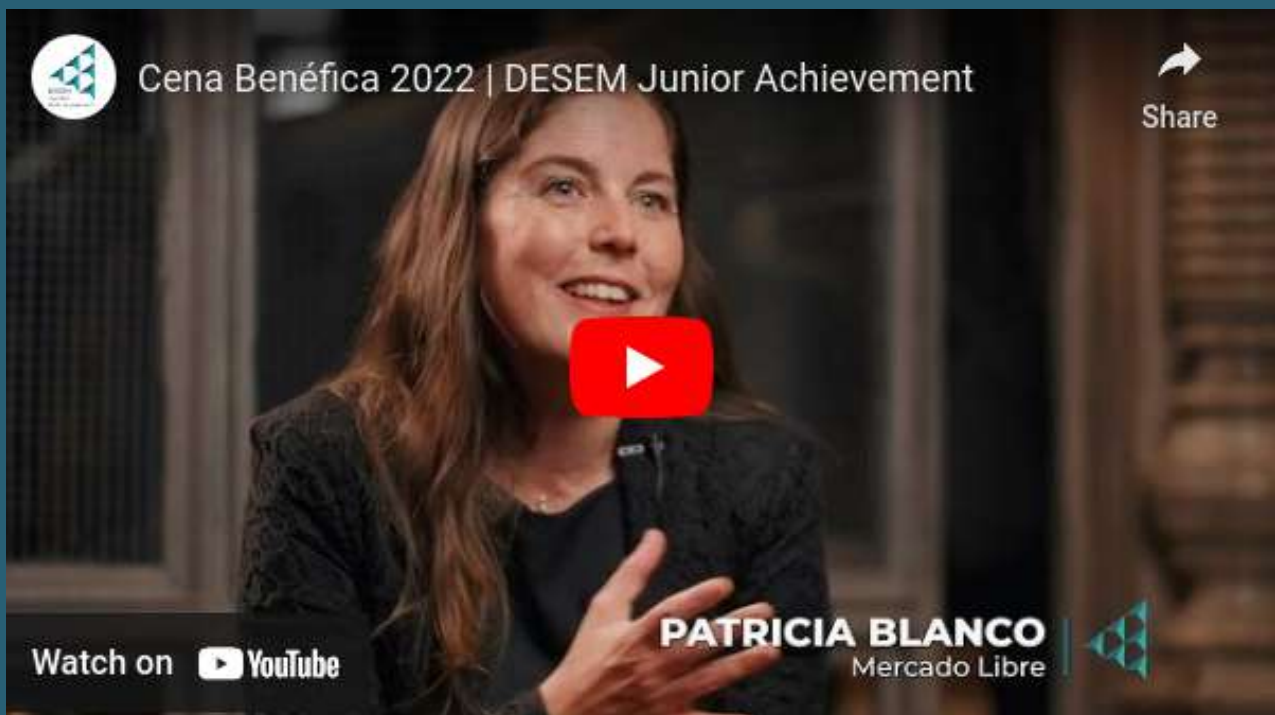 Cena Benéfica 2022 | DESEM Junior Achievement
Share
PATRICIA BLANCO
Mercado Libre
Watch on YouTube